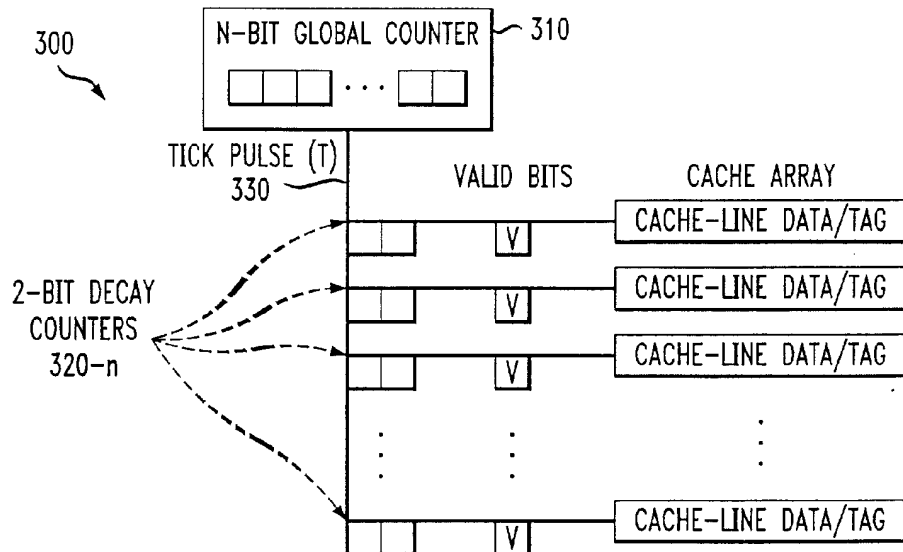 N-BIT GLOBAL COUNTER
310
300
TICK PULSE (T)
330
VALID BITS
CACHE ARRAY
CACHE-LINE DATA/TAG
V
CACHE-LINE DATA/TAG
V
2-BIT DECAY
COUNTERS
320-n
CACHE-LINE DATA/TAG
V
CACHE-LINE DATA/TAG
V